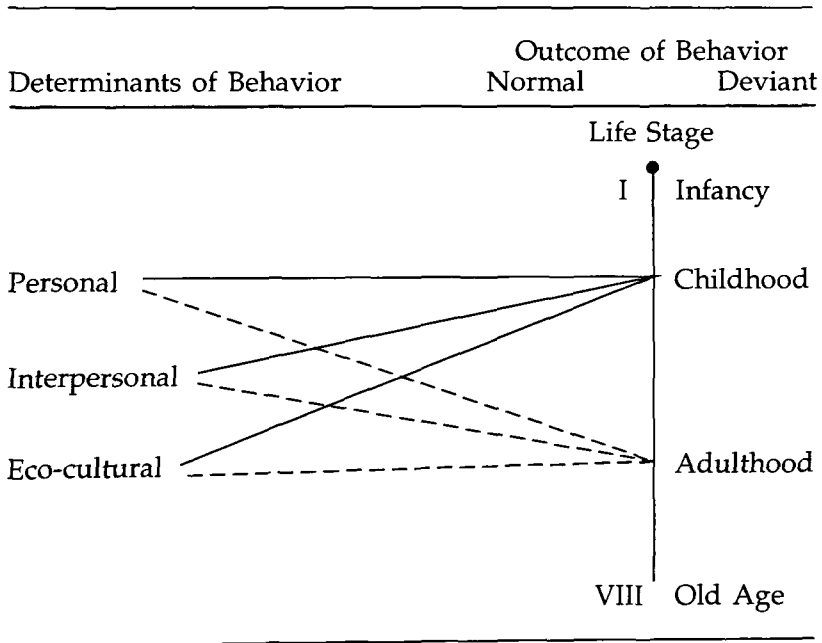 Outcome of Behavior
Determinants of Behavior Normal Deviant
Life Stage
I Infancy
Personal Childhood
Interpersonal
Eco-cultural Adulthood
VIII Old Age